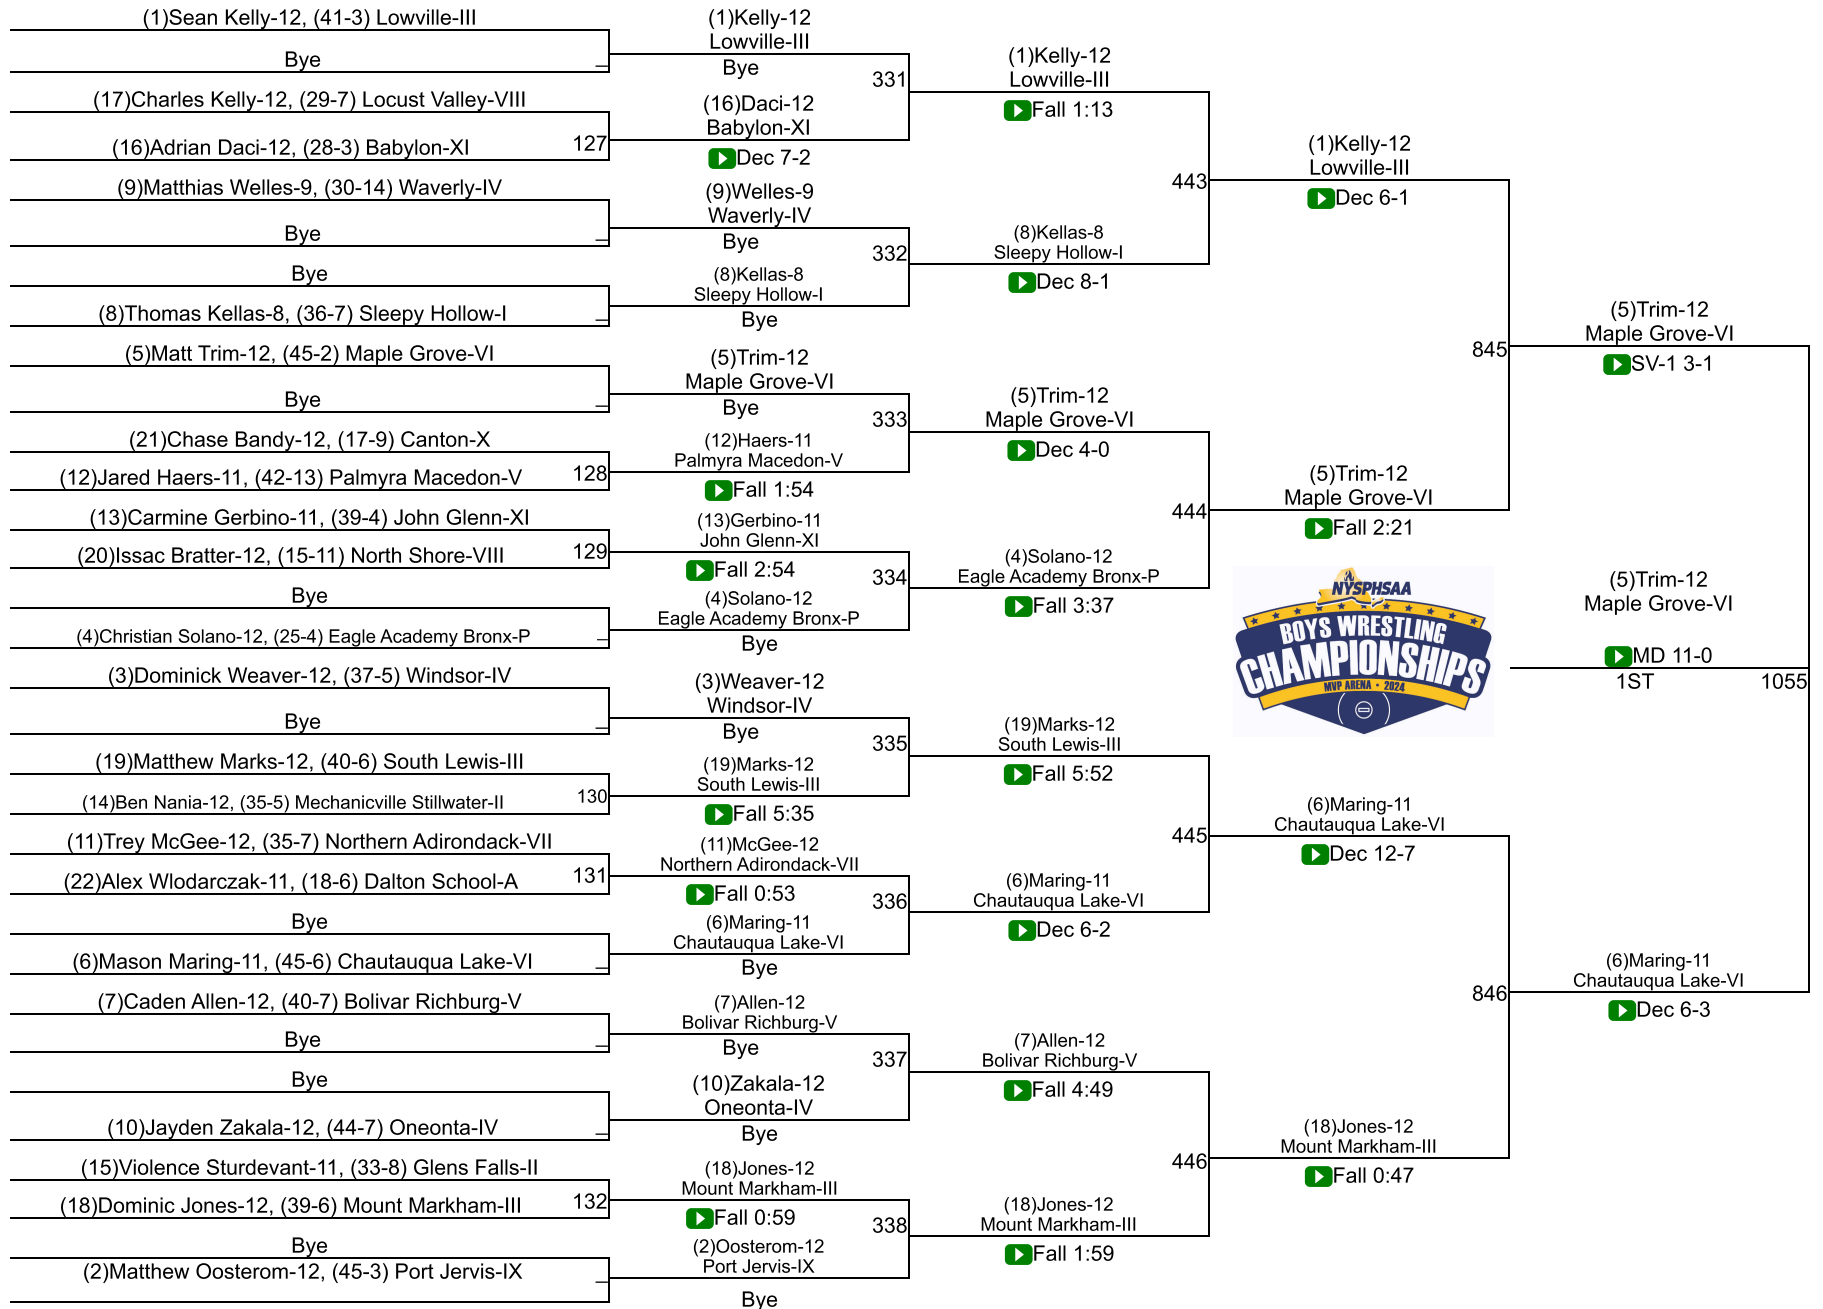 (1)Sean Kelly-12, (41-3) Lowville-III
Bye
(17)Charles Kelly-12, (29-7) Locust Valley-VIII
(16)Adrian Daci-12, (28-3) Babylon-XI
127
(9)Matthias Welles-9, (30-14) Waverly-IV
Bye
Bye
(8)Thomas Kellas-8, (36-7) Sleepy Hollow-I
(5)Matt Trim-12, (45-2) Maple Grove-VI
Bye
(21)Chase Bandy-12, (17-9) Canton-X
(12)Jared Haers-11, (42-13) Palmyra Macedon-V
128
(13)Carmine Gerbino-11, (39-4) John Glenn-XI
(20)Issac Bratter-12, (15-11) North Shore-VIII
129
Bye
(4)Christian Solano-12, (25-4) Eagle Academy Bronx-P
(3)Dominick Weaver-12, (37-5) Windsor-IV
Bye
(19)Matthew Marks-12, (40-6) South Lewis-III
(14)Ben Nania-12, (35-5) Mechanicville Stillwater-II
130
(11)Trey McGee-12, (35-7) Northern Adirondack-VII
(22)Alex Wlodarczak-11, (18-6) Dalton School-A
131
Bye
(6)Mason Maring-11, (45-6) Chautauqua Lake-VI
(7)Caden Allen-12, (40-7) Bolivar Richburg-V
Bye
Bye
(10)Jayden Zakala-12, (44-7) Oneonta-IV
(15)Violence Sturdevant-11, (33-8) Glens Falls-II
(18)Dominic Jones-12, (39-6) Mount Markham-III
132
Bye
(2)Matthew Oosterom-12, (45-3) Port Jervis-IX
(1)Kelly-12
Lowville-III
Bye
331
(16)Daci-12
Babylon-XI
Dec 7-2
(9)Welles-9
Waverly-IV
Bye
332
(8)Kellas-8
Sleepy Hollow-I
Bye
(5)Trim-12
Maple Grove-VI
Bye
333
(12)Haers-11
Palmyra Macedon-V
Fall 1:54
(13)Gerbino-11
John Glenn-XI
Fall 2:54
334
(4)Solano-12
Eagle Academy Bronx-P
Bye
(3)Weaver-12
Windsor-IV
Bye
335
(19)Marks-12
South Lewis-III
Fall 5:35
(11)McGee-12
Northern Adirondack-VII
Fall 0:53
336
(6)Maring-11
Chautauqua Lake-VI
Bye
(7)Allen-12
Bolivar Richburg-V
Bye
337
(10)Zakala-12
Oneonta-IV
Bye
(18)Jones-12
Mount Markham-III
Fall 0:59
338
(2)Oosterom-12
Port Jervis-IX
Bye
(1)Kelly-12
Lowville-III
Fall 1:13
443
(8)Kellas-8
Sleepy Hollow-I
Dec 8-1
(5)Trim-12
Maple Grove-VI
Dec 4-0
444
(4)Solano-12
Eagle Academy Bronx-P
Fall 3:37
(19)Marks-12
South Lewis-III
Fall 5:52
445
(6)Maring-11
Chautauqua Lake-VI
Dec 6-2
(7)Allen-12
Bolivar Richburg-V
Fall 4:49
446
(18)Jones-12
Mount Markham-III
Fall 1:59
(1)Kelly-12
Lowville-III
Dec 6-1
845
(5)Trim-12
Maple Grove-VI
Fall 2:21
NYSPHSAA
BOYS WRESTLING
CHAMPIONSHIPS
MVP ARENA • 2024
(6)Maring-11
Chautauqua Lake-VI
Dec 12-7
846
(18)Jones-12
Mount Markham-III
Fall 0:47
(5)Trim-12
Maple Grove-VI
SV-1 3-1
(5)Trim-12
Maple Grove-VI
MD 11-0
1ST
1055
(6)Maring-11
Chautauqua Lake-VI
Dec 6-3